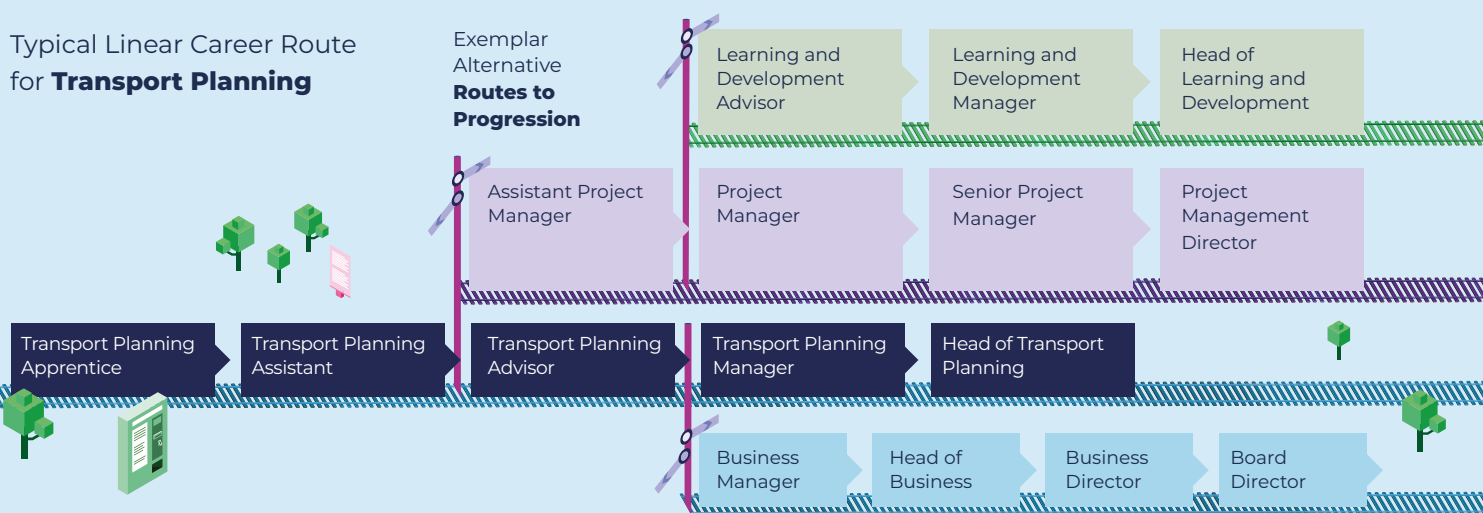 Typical Linear Career Route
for Transport Planning
Exemplar
Alternative
Routes to
Progression
Learning and
Development
Advisor
Learning and
Development
Manager
Head of
Learning and
Development
Assistant Project
Manager
Project
Manager
Senior Project
Manager
Project
Management
Director
Transport Planning
Apprentice
Transport Planning
Assistant
Transport Planning
Advisor
Transport Planning
Manager
Head of Transport
Planning
Business
Manager
Head of
Business
Business
Director
Board
Director